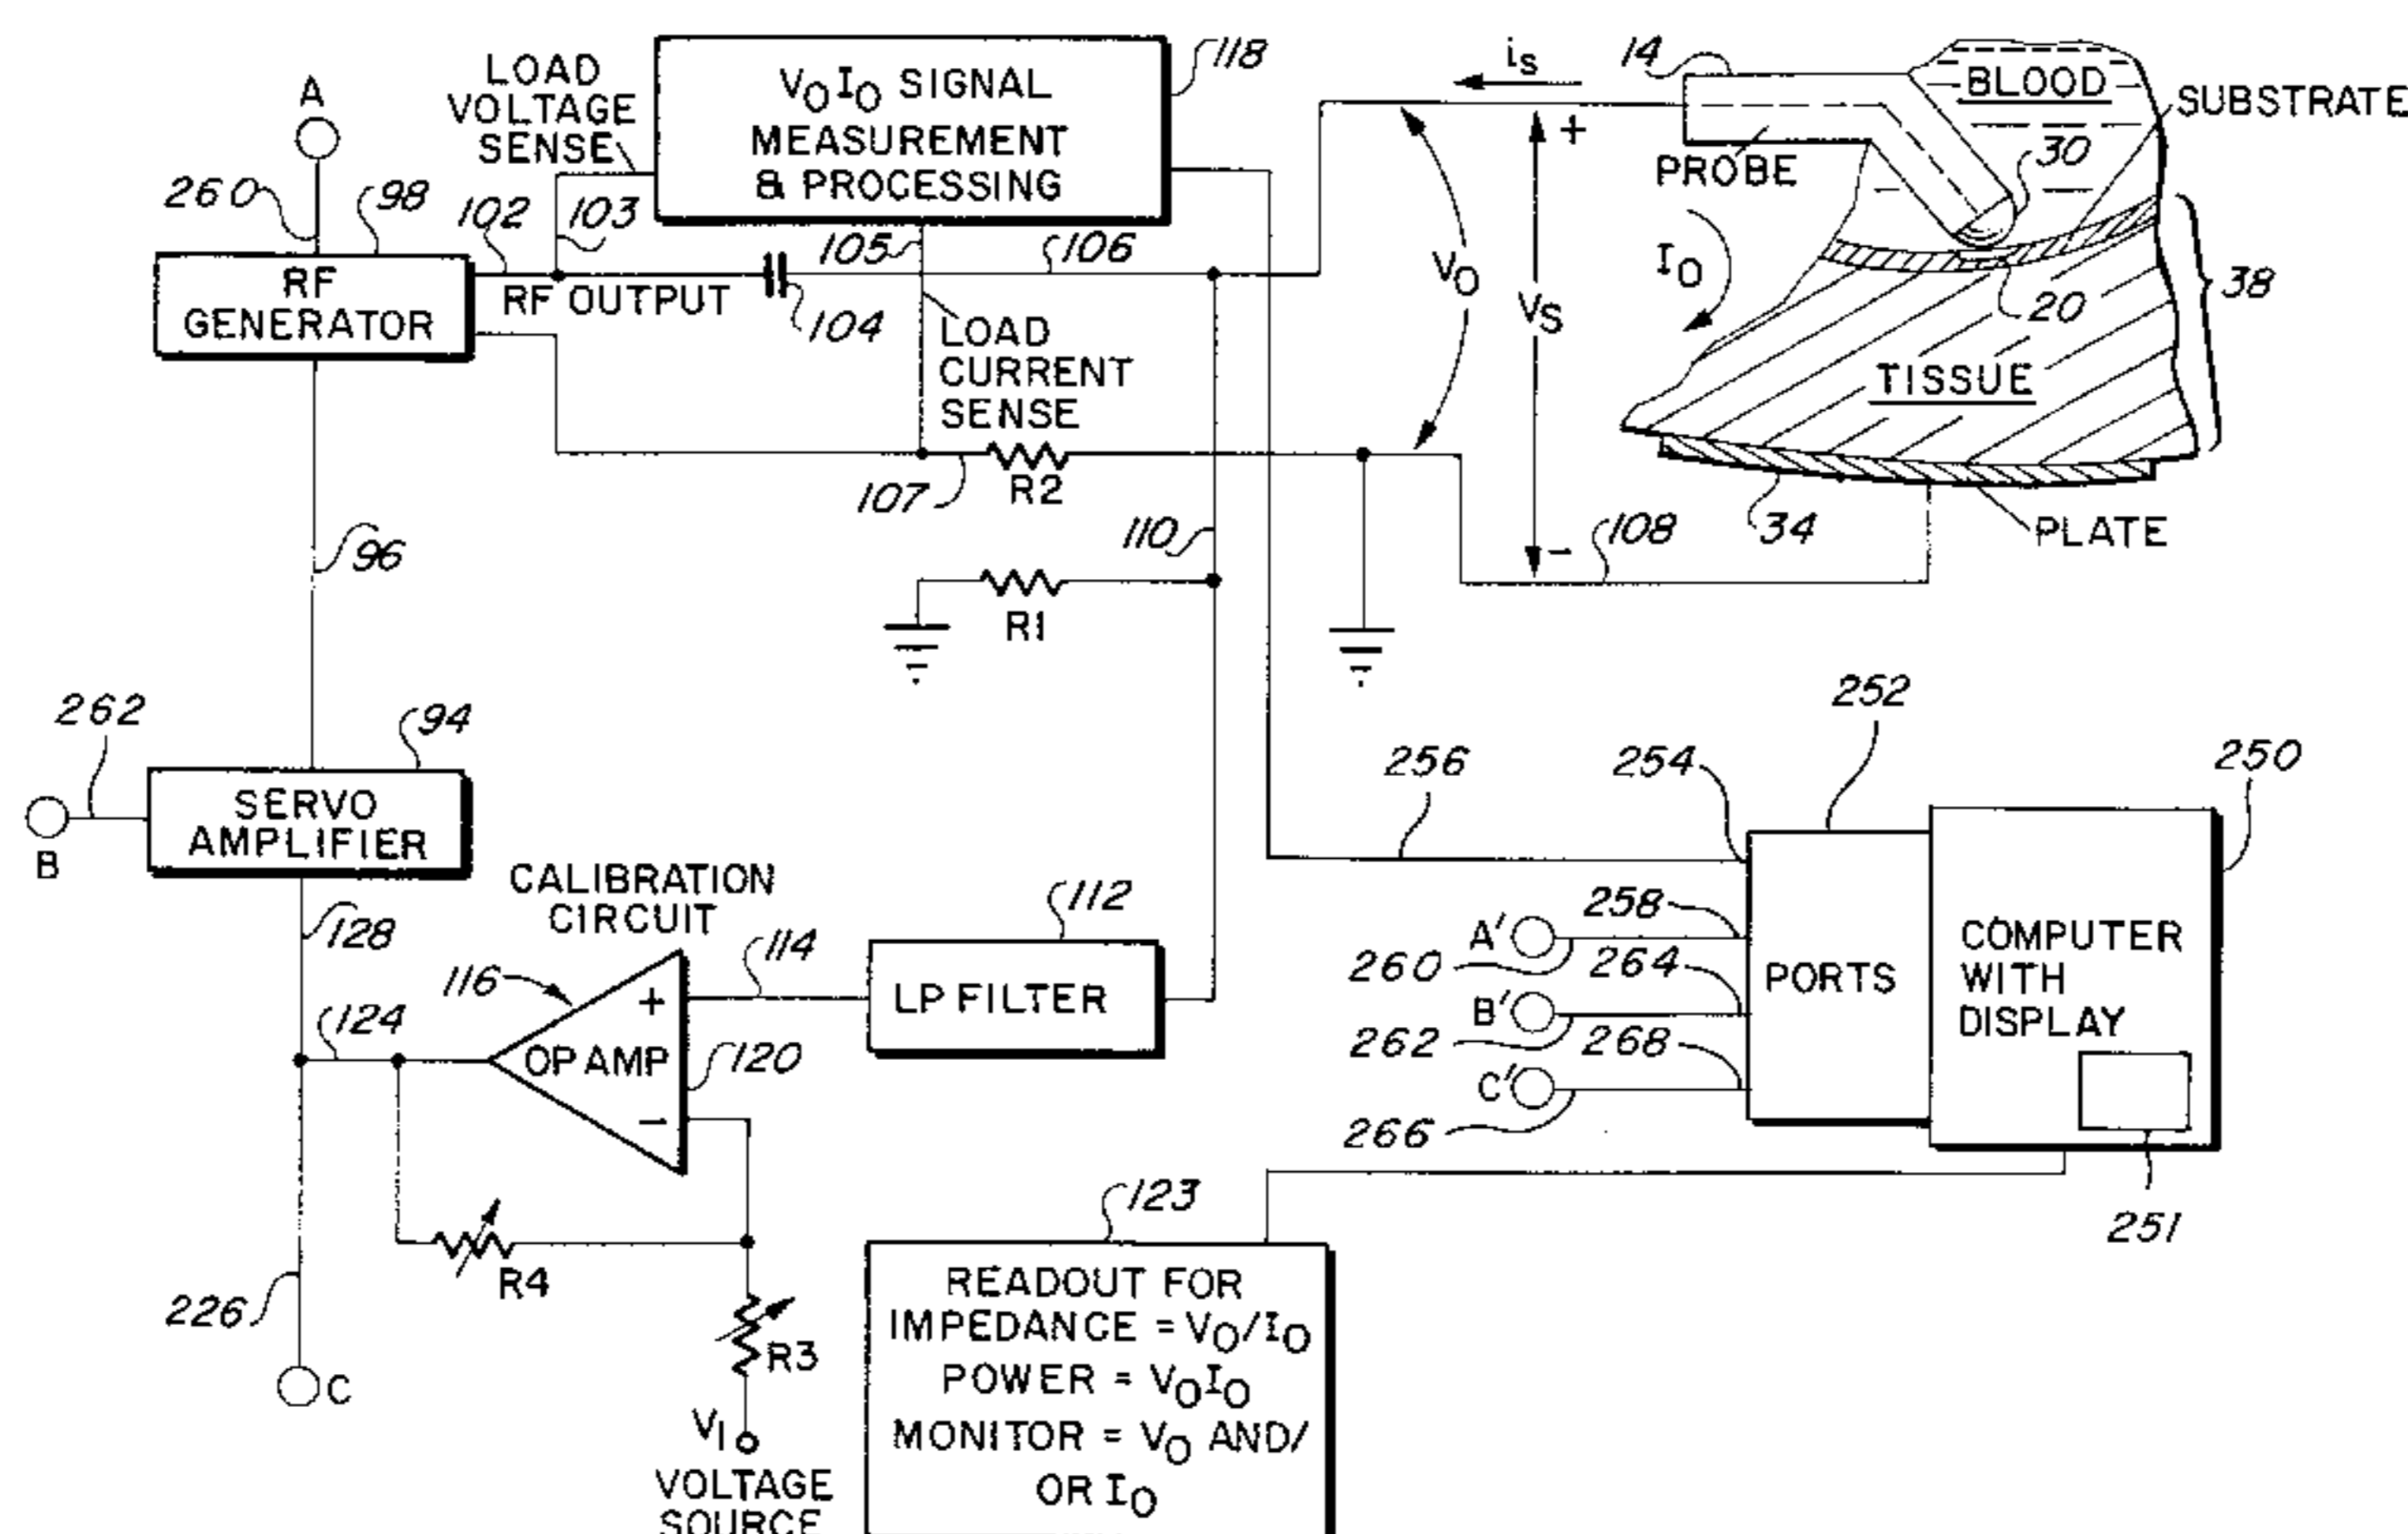 A
260
98
RF
GENERATOR
102
RF OUTPUT
103
LOAD
VOLTAGE
SENSE
V₀I₀ SIGNAL
MEASUREMENT
& PROCESSING
118
104
105
106
LOAD
CURRENT
SENSE
107
R2
110
R1
iS
V₀
+
VS
-
108
14
PROBE
BLOOD
SUBSTRATE
30
I₀
20
38
TISSUE
34
PLATE
96
262
B
94
SERVO
AMPLIFIER
128
124
226
C
CALIBRATION
CIRCUIT
116
+
OP AMP
-
120
114
112
LP FILTER
R4
R3
V1
VOLTAGE
SOURCE
123
READOUT FOR
IMPEDANCE = V₀/I₀
POWER = V₀I₀
MONITOR = V₀ AND/
OR I₀
256
254
252
250
A' 258
260
B' 264
262
C' 268
266
PORTS
COMPUTER
WITH
DISPLAY
251